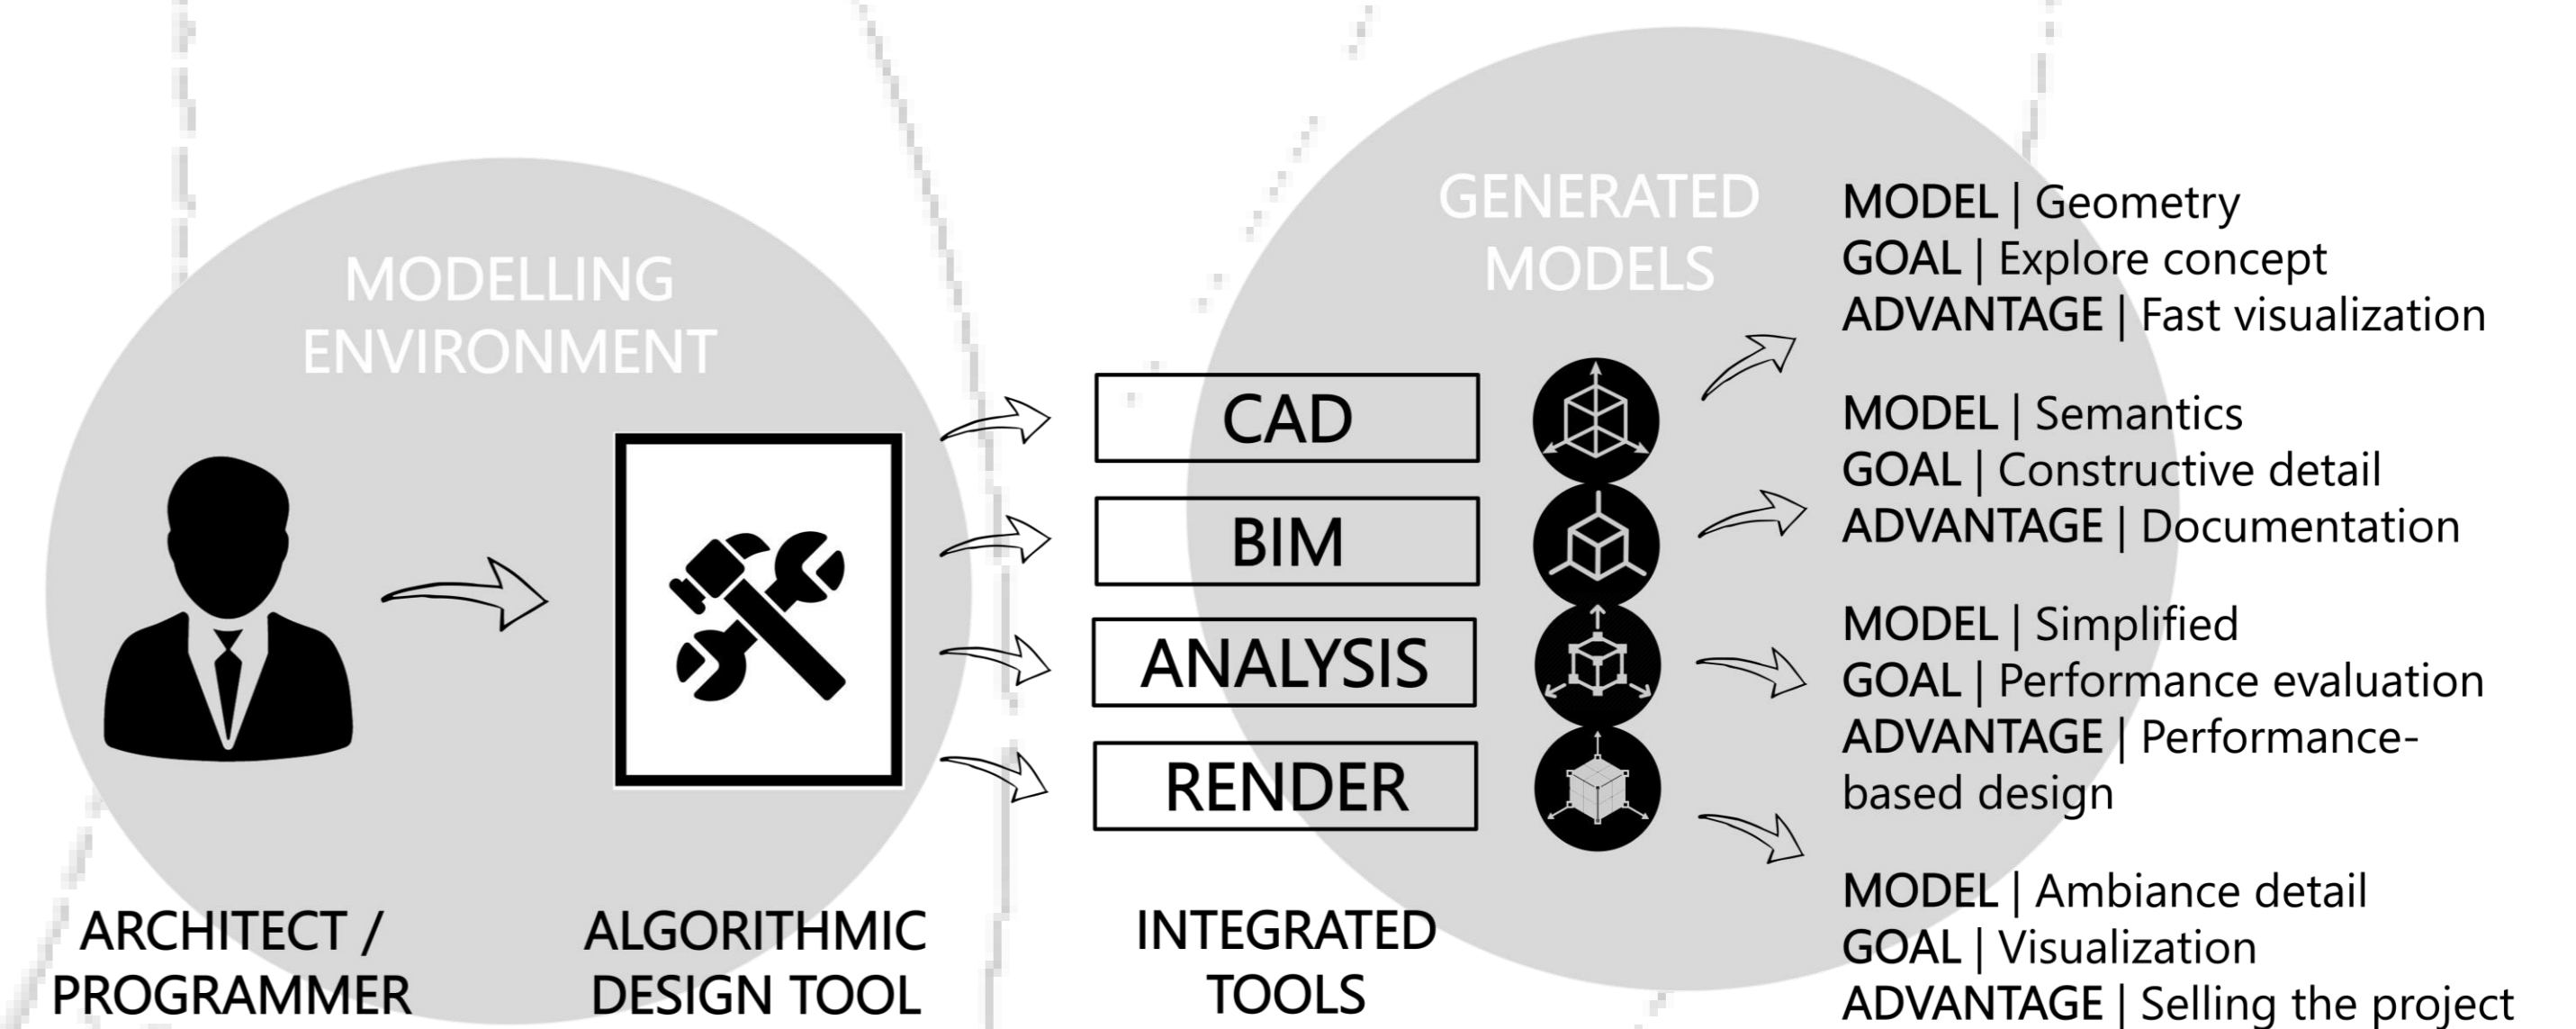 MODELLING
ENVIRONMENT
ARCHITECT /
PROGRAMMER
ALGORITHMIC
DESIGN TOOL
CAD
BIM
ANALYSIS
RENDER
INTEGRATED
TOOLS
GENERATED
MODELS
MODEL | Geometry
GOAL | Explore concept
ADVANTAGE | Fast visualization
MODEL | Semantics
GOAL | Constructive detail
ADVANTAGE | Documentation
MODEL | Simplified
GOAL | Performance evaluation
ADVANTAGE | Performance-
based design
MODEL | Ambiance detail
GOAL | Visualization
ADVANTAGE | Selling the project